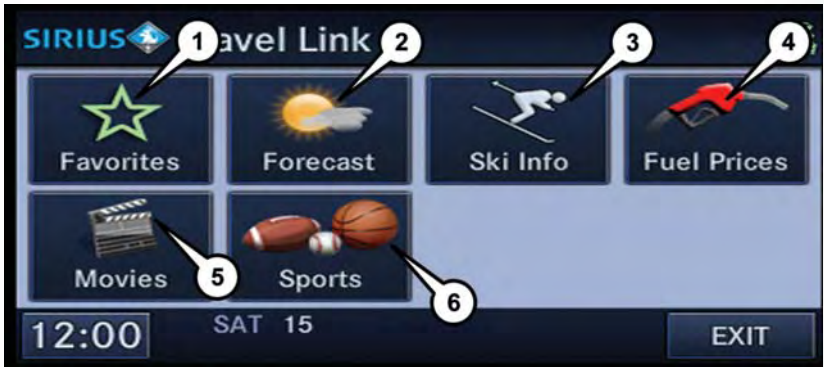 SIRIUS avel Link
1
2
3
4
Favorites
Forecast
Ski Info
Fuel Prices
Movies
Sports
5
6
12:00
SAT 15
EXIT